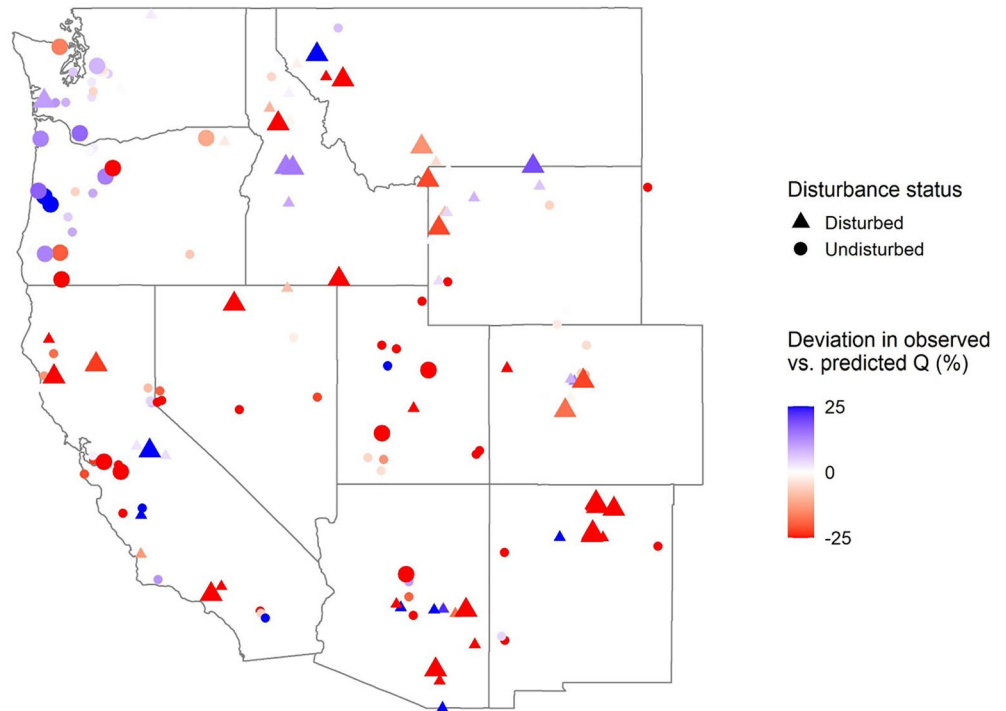 Disturbance status
Disturbed
Undisturbed
Deviation in observed
vs. predicted Q (%)
25
0
-25